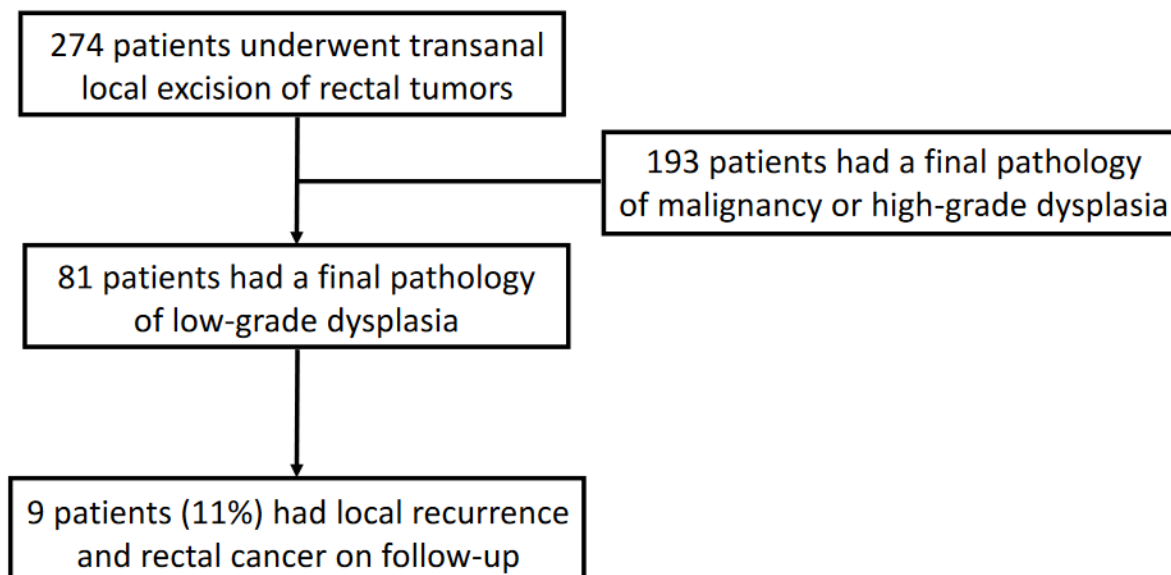 274 patients underwent transanal
local excision of rectal tumors
193 patients had a final pathology
of malignancy or high-grade dysplasia
81 patients had a final pathology
of low-grade dysplasia
9 patients (11%) had local recurrence
and rectal cancer on follow-up